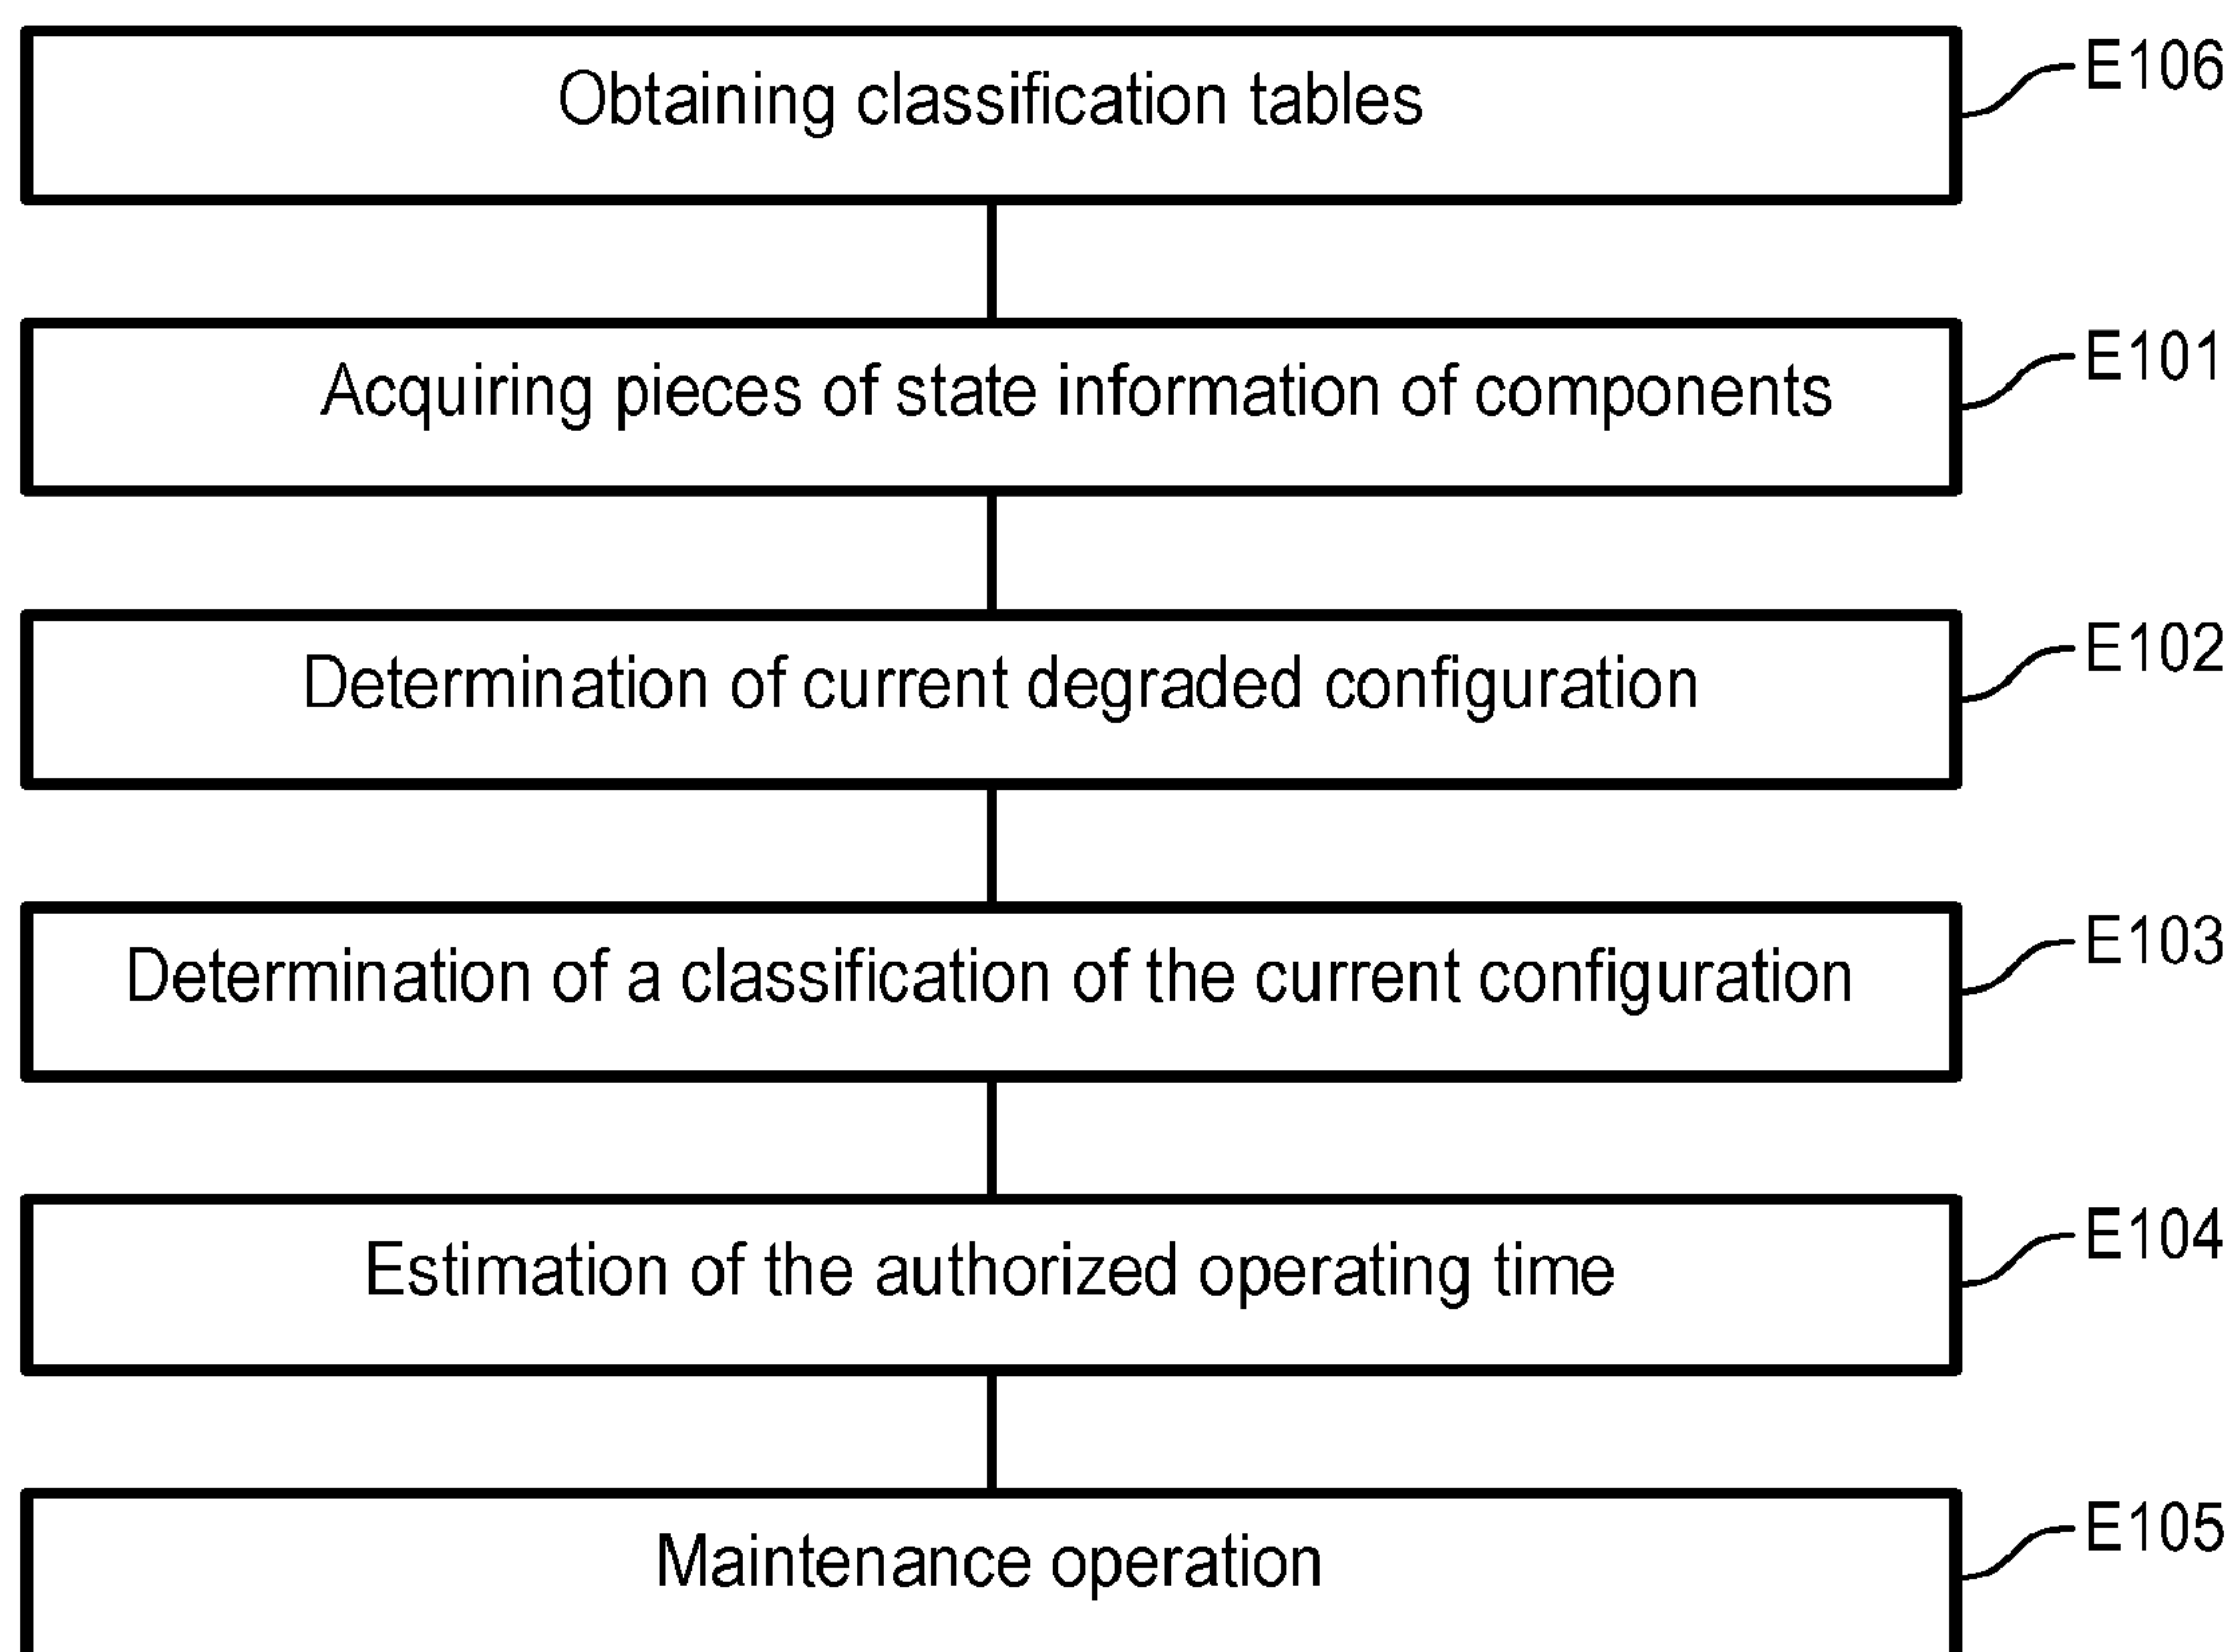 Obtaining classification tables
E106
Acquiring pieces of state information of components
E101
Determination of current degraded configuration
E102
Determination of a classification of the current configuration
E103
Estimation of the authorized operating time
E104
Maintenance operation
E105